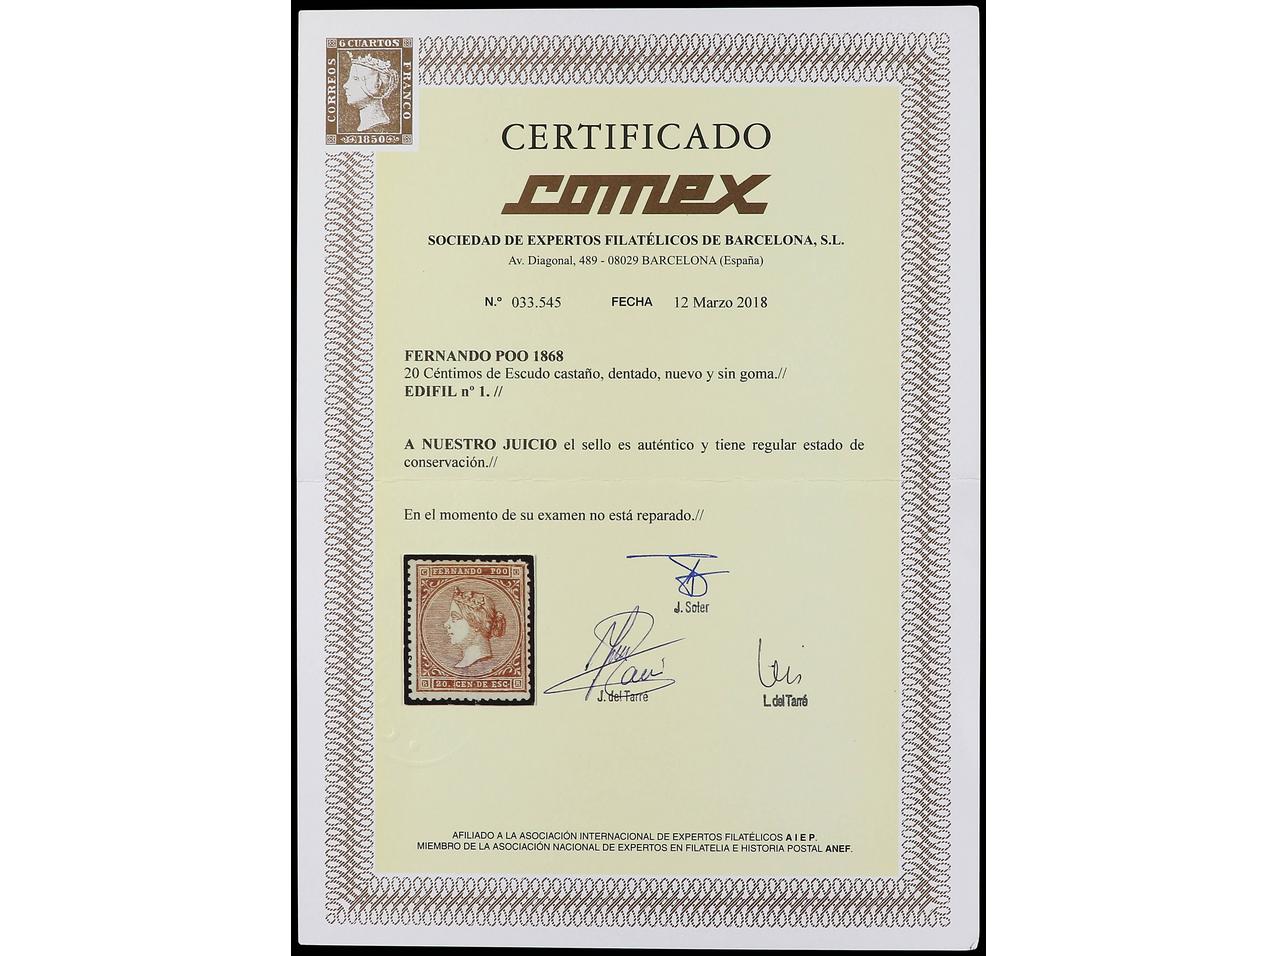 6 CUARTOS
CORREOS
FRANCO
1850
CERTIFICADO
comex
SOCIEDAD DE EXPERTOS FILATÉLICOS DE BARCELONA, S.L.
Av. Diagonal, 489 - 08029 BARCELONA (España)
N.º 033.545 FECHA 12 Marzo 2018
FERNANDO POO 1868
20 Céntimos de Escudo castaño, dentado, nuevo y sin goma.//
EDIFIL nº 1. //
A NUESTRO JUICIO el sello es auténtico y tiene regular estado de
conservación.//
En el momento de su examen no está reparado.//
FERNANDO POO
20. CEN. DE ESC.
J. Soler
J. del Tarré
L. del Tarré
AFILIADO A LA ASOCIACIÓN INTERNACIONAL DE EXPERTOS FILATÉLICOS A I E P.
MIEMBRO DE LA ASOCIACIÓN NACIONAL DE EXPERTOS EN FILATELIA E HISTORIA POSTAL ANEF.